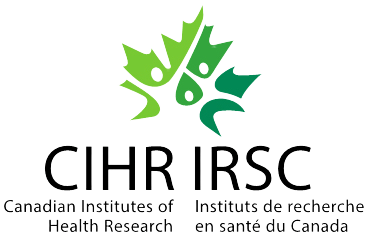 CIHR IRSC
Canadian Institutes of Health Research
Instituts de recherche en santé du Canada